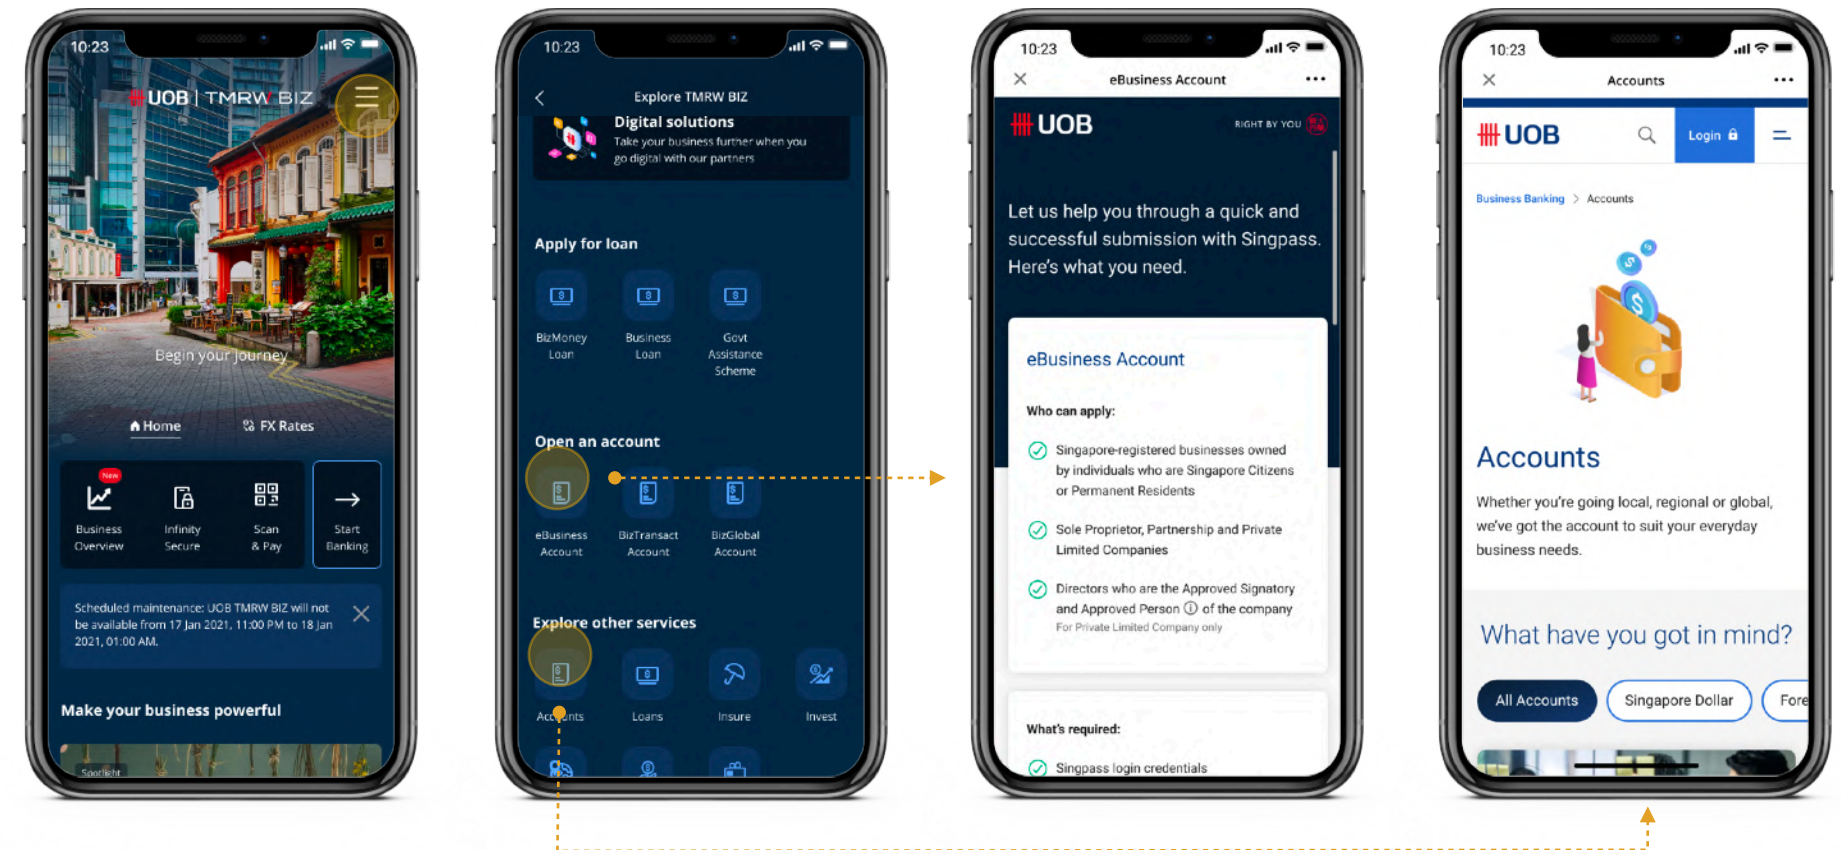 10:23
UOB | TMRW BIZ
Begin your journey
Home
FX Rates
New
Business
Overview
Infinity
Secure
Scan
& Pay
Start
Banking
Scheduled maintenance: UOB TMRW BIZ will not
be available from 17 Jan 2021, 11:00 PM to 18 Jan
2021, 01:00 AM.
Make your business powerful
Spotlight
10:23
Explore TMRW BIZ
Digital solutions
Take your business further when you
go digital with our partners
Apply for loan
BizMoney
Loan
Business
Loan
Govt
Assistance
Scheme
Open an account
eBusiness
Account
BizTransact
Account
BizGlobal
Account
Explore other services
Accounts
Loans
Insure
Invest
10:23
eBusiness Account
UOB
RIGHT BY YOU
Let us help you through a quick and
successful submission with Singpass.
Here's what you need.
eBusiness Account
Who can apply:
Singapore-registered businesses owned
by individuals who are Singapore Citizens
or Permanent Residents
Sole Proprietor, Partnership and Private
Limited Companies
Directors who are the Approved Signatory
and Approved Person ⓘ of the company
For Private Limited Company only
What's required:
Singpass login credentials
10:23
Accounts
UOB
Login
Business Banking > Accounts
Accounts
Whether you're going local, regional or global,
we've got the account to suit your everyday
business needs.
What have you got in mind?
All Accounts
Singapore Dollar
Fore